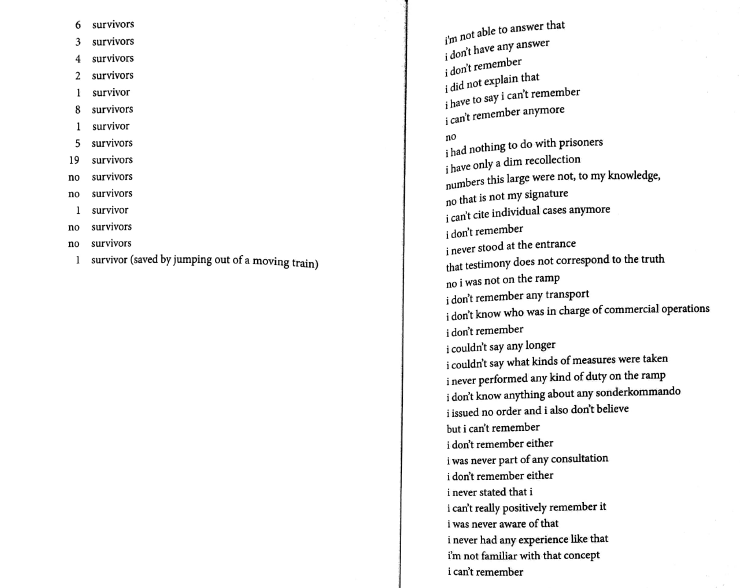 6 survivors
3 survivors
4 survivors
2 survivors
1 survivor
8 survivors
1 survivor
5 survivors
19 survivors
no survivors
no survivors
1 survivor
no survivors
no survivors
1 survivor (saved by jumping out of a moving train)
i'm not able to answer that
i don't have any answer
i don't remember
i did not explain that
i have to say i can't remember
i can't remember anymore
no
i had nothing to do with prisoners
i have only a dim recollection
numbers this large were not, to my knowledge,
no that is not my signature
i can't cite individual cases anymore
i don't remember
i never stood at the entrance
that testimony does not correspond to the truth
no i was not on the ramp
i don't remember any transport
i don't know who was in charge of commercial operations
i don't remember
i couldn't say any longer
i couldn't say what kinds of measures were taken
i never performed any kind of duty on the ramp
i don't know anything about any sonderkommando
i issued no order and i also don't believe
but i can't remember
i don't remember either
i was never part of any consultation
i don't remember either
i never stated that i
i can't really positively remember it
i was never aware of that
i never had any experience like that
i'm not familiar with that concept
i can't remember